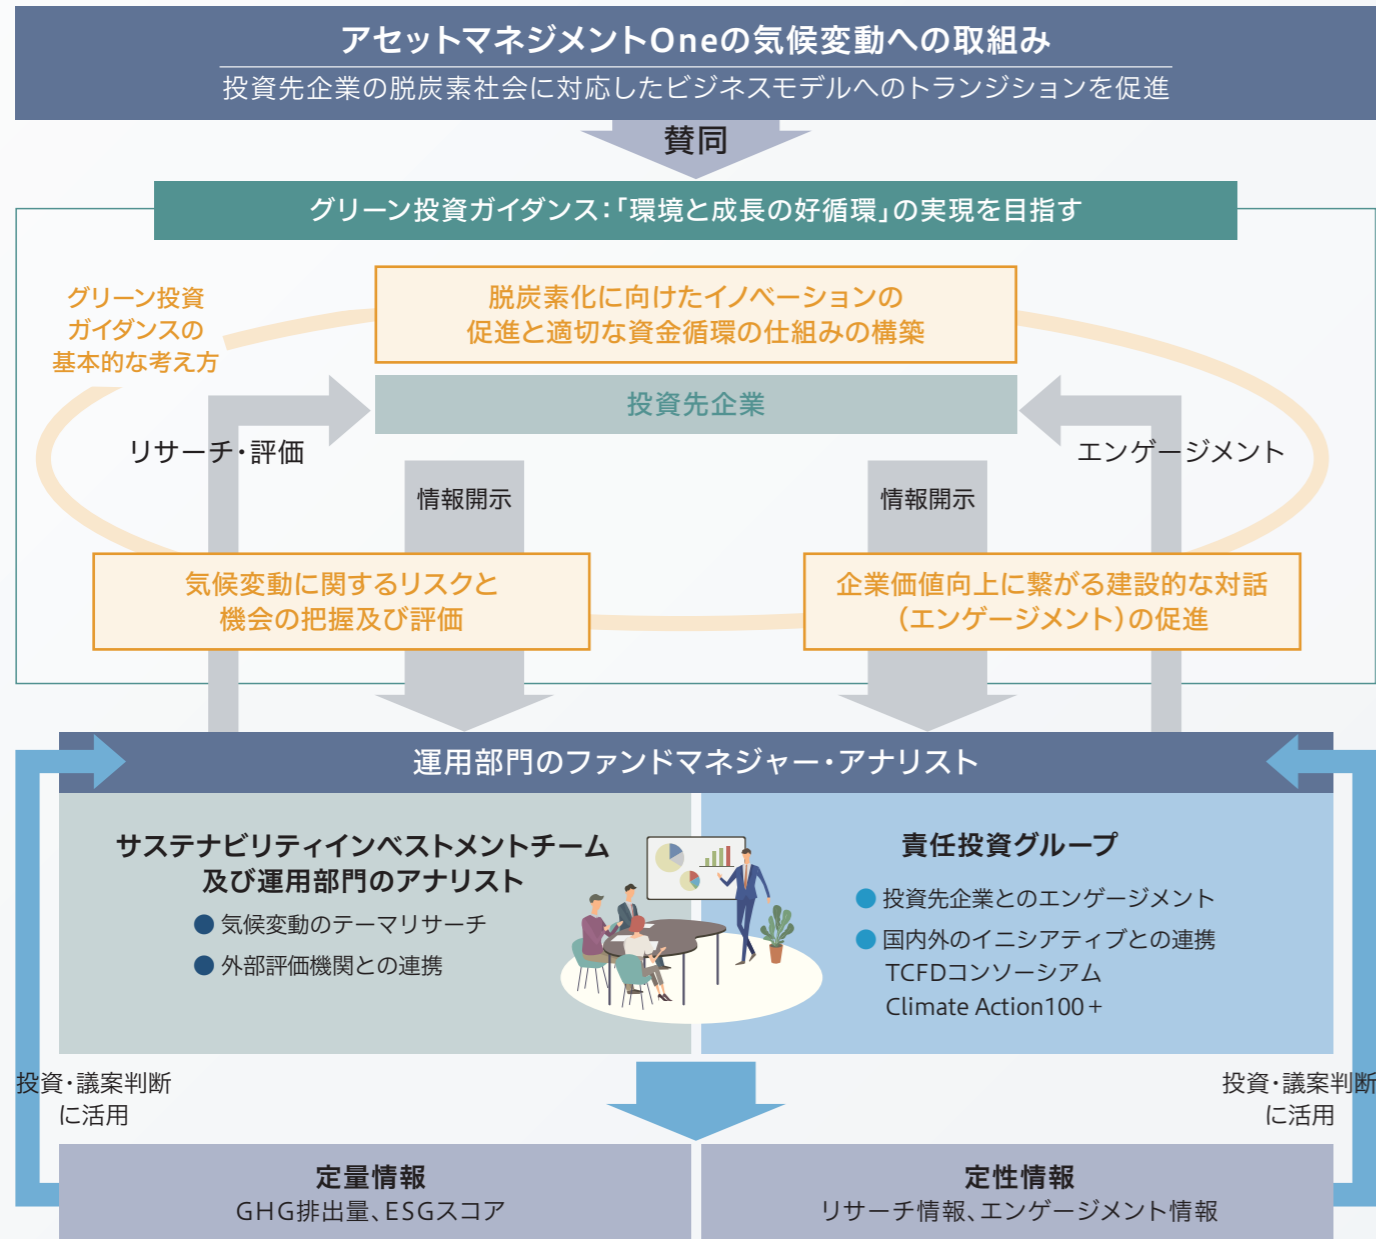 アセットマネジメントOneの気候変動への取組み
投資先企業の脱炭素社会に対応したビジネスモデルへのトランジションを促進
賛同
グリーン投資ガイダンス：「環境と成長の好循環」の実現を目指す
グリーン投資
ガイダンスの
基本的な考え方
脱炭素化に向けたイノベーションの
促進と適切な資金循環の仕組みの構築
投資先企業
リサーチ・評価
エンゲージメント
情報開示
情報開示
気候変動に関するリスクと
機会の把握及び評価
企業価値向上に繋がる建設的な対話
（エンゲージメント）の促進
運用部門のファンドマネジャー・アナリスト
サステナビリティインベストメントチーム
及び運用部門のアナリスト
● 気候変動のテーマリサーチ
● 外部評価機関との連携
責任投資グループ
● 投資先企業とのエンゲージメント
● 国内外のイニシアティブとの連携
TCFDコンソーシアム
Climate Action100+
投資・議案判断
に活用
投資・議案判断
に活用
定量情報
GHG排出量、ESGスコア
定性情報
リサーチ情報、エンゲージメント情報